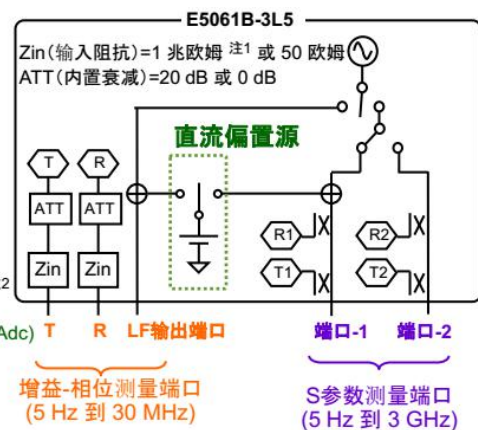 E5061B-3L5
Zin(输入阻抗)=1 兆欧姆 注1 或 50 欧姆
ATT(内置衰减)=20 dB 或 0 dB
直流偏置源
T R
ATT ATT
R1 R2
Zin Zin
T1 T2
2
Adc) T R LF输出端口 端口-1 端口-2
增益-相位测量端口
(5 Hz 到 30 MHz)
S参数测量端口
(5 Hz 到 3 GHz)